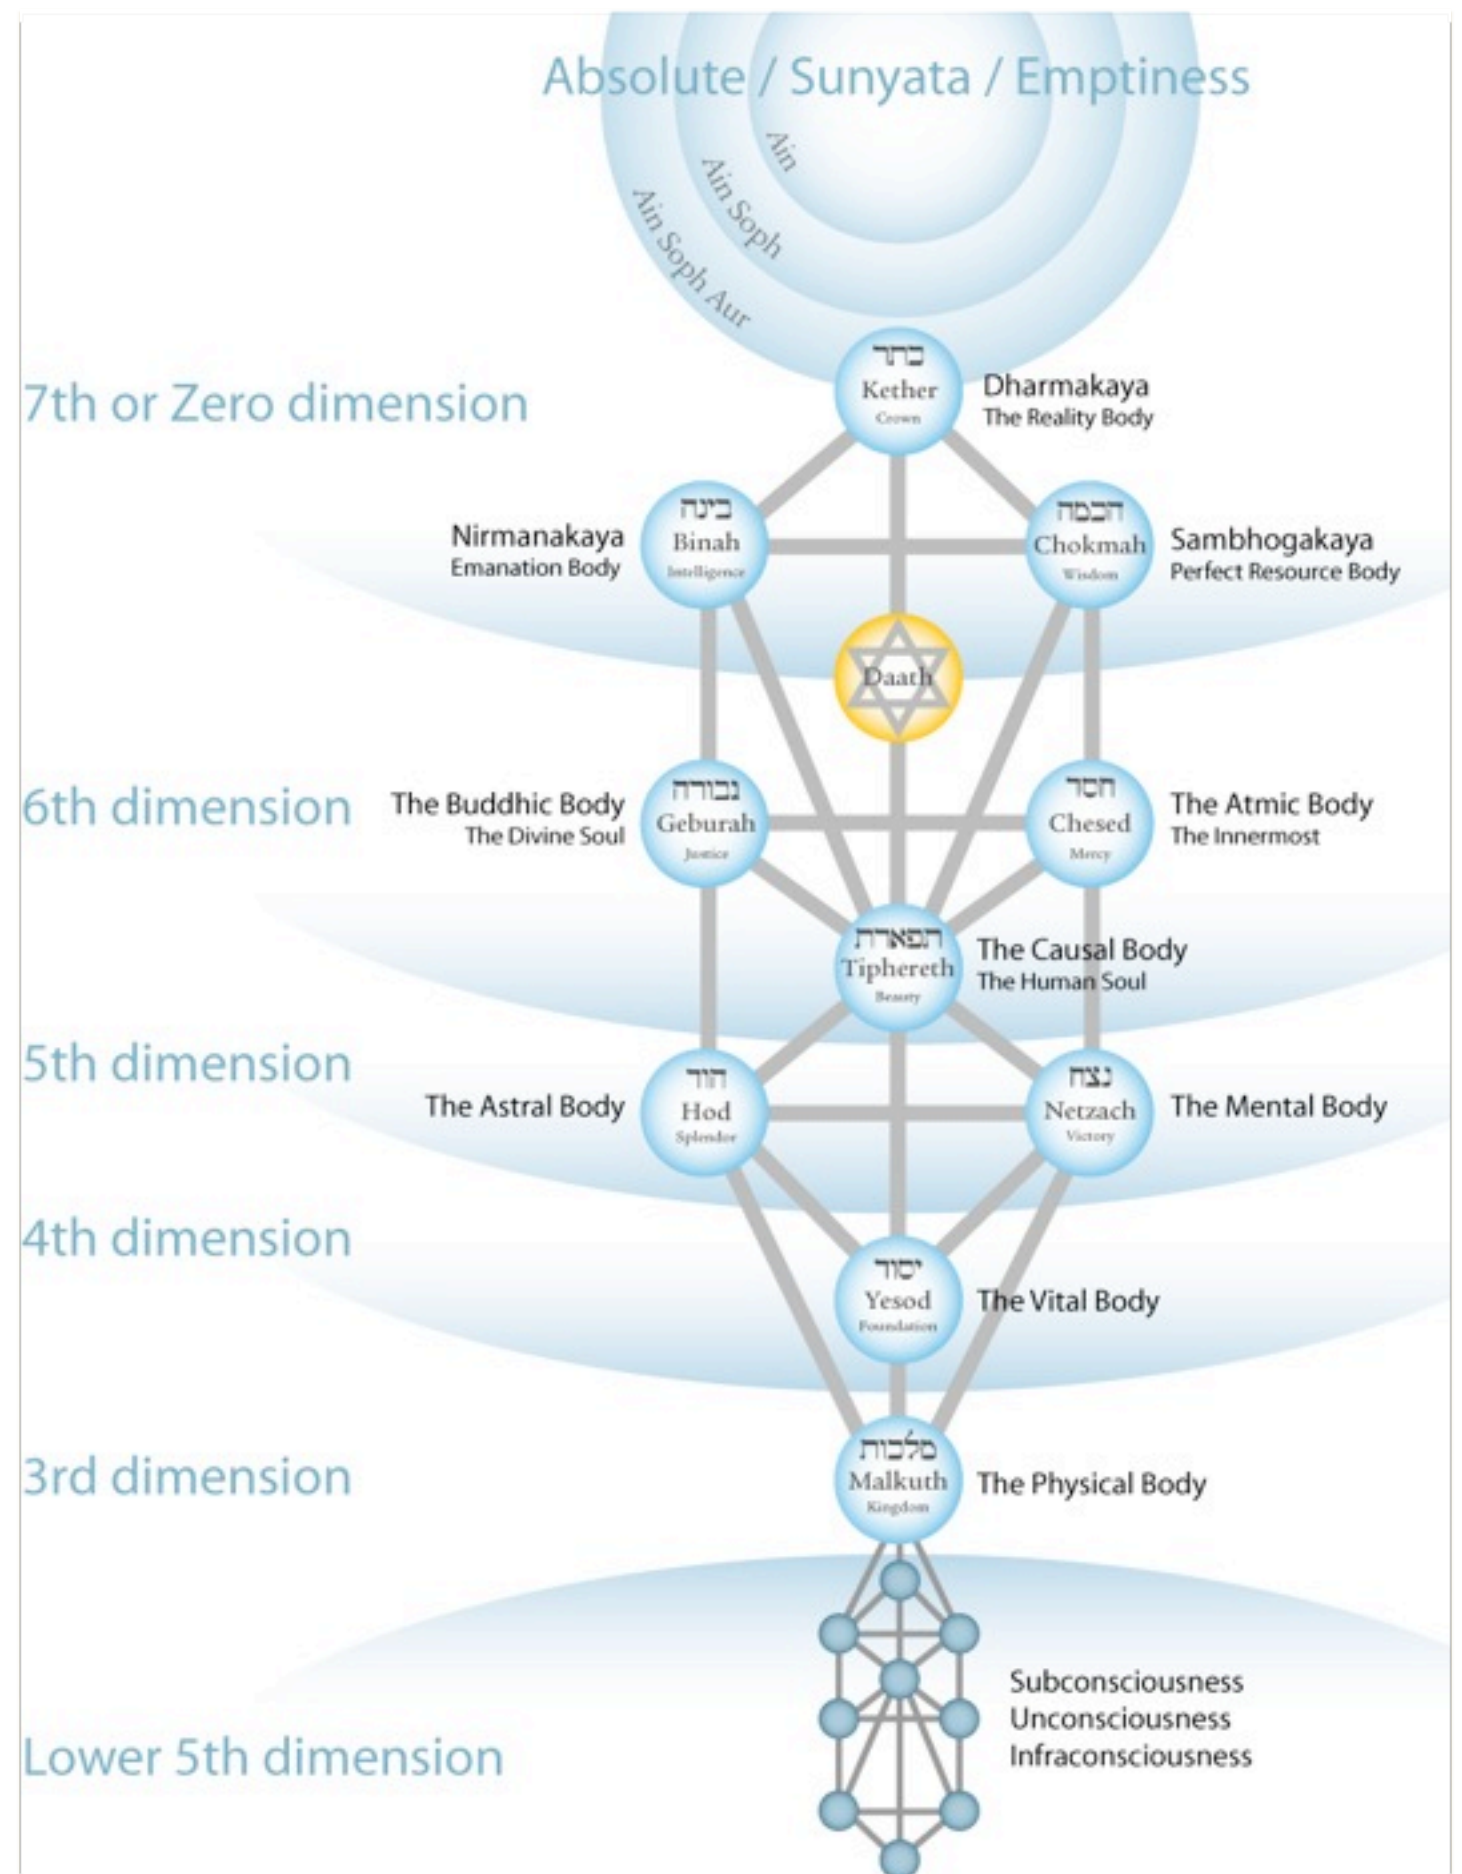 Absolute / Sunyata / Emptiness
Ain
Ain Soph
Ain Soph Aur
7th or Zero dimension
כתר
Kether
Crown
Dharmakaya
The Reality Body
Nirmanakaya
Emanation Body
בינה
Binah
Intelligence
חכמה
Chokmah
Wisdom
Sambhogakaya
Perfect Resource Body
Daath
6th dimension
The Buddhic Body
The Divine Soul
גבורה
Geburah
Justice
חסד
Chesed
Mercy
The Atmic Body
The Innermost
תפארת
Tiphereth
Beauty
The Causal Body
The Human Soul
5th dimension
The Astral Body
הוד
Hod
Splendor
נצח
Netzach
Victory
The Mental Body
4th dimension
יסוד
Yesod
Foundation
The Vital Body
3rd dimension
מלכות
Malkuth
Kingdom
The Physical Body
Subconsciousness
Unconsciousness
Infraconsciousness
Lower 5th dimension